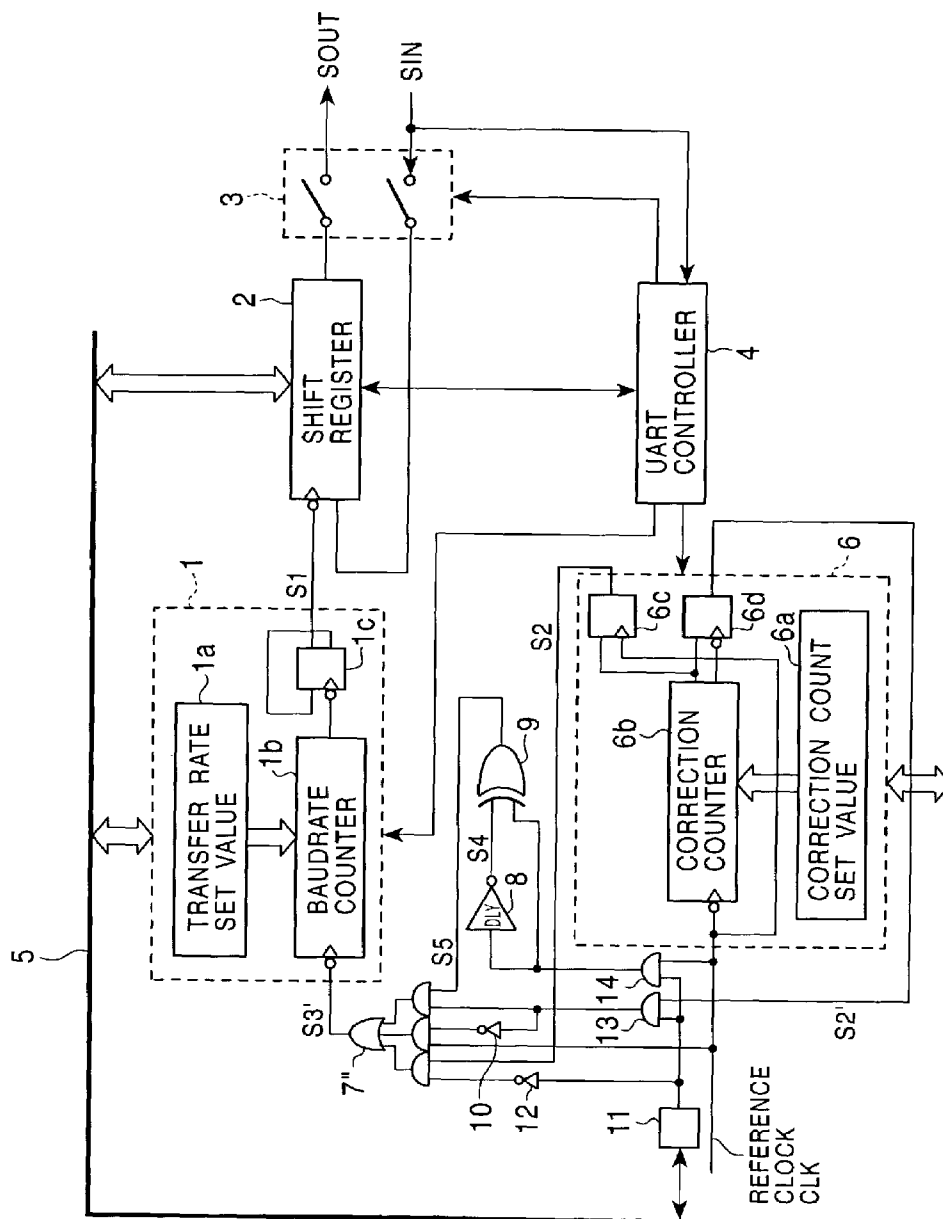 5
1
TRANSFER RATE
SET VALUE
1a
BAUDRATE
COUNTER
1b
1c
S1
S3'
2
SHIFT
REGISTER
3
SOUT
SIN
7"
S5
S4
DLY
8
9
10
12
11
13
14
S2
S2'
REFERENCE
CLOCK
CLK
UART
CONTROLLER
4
6
6c
6d
6b
CORRECTION
COUNTER
6a
CORRECTION COUNT
SET VALUE